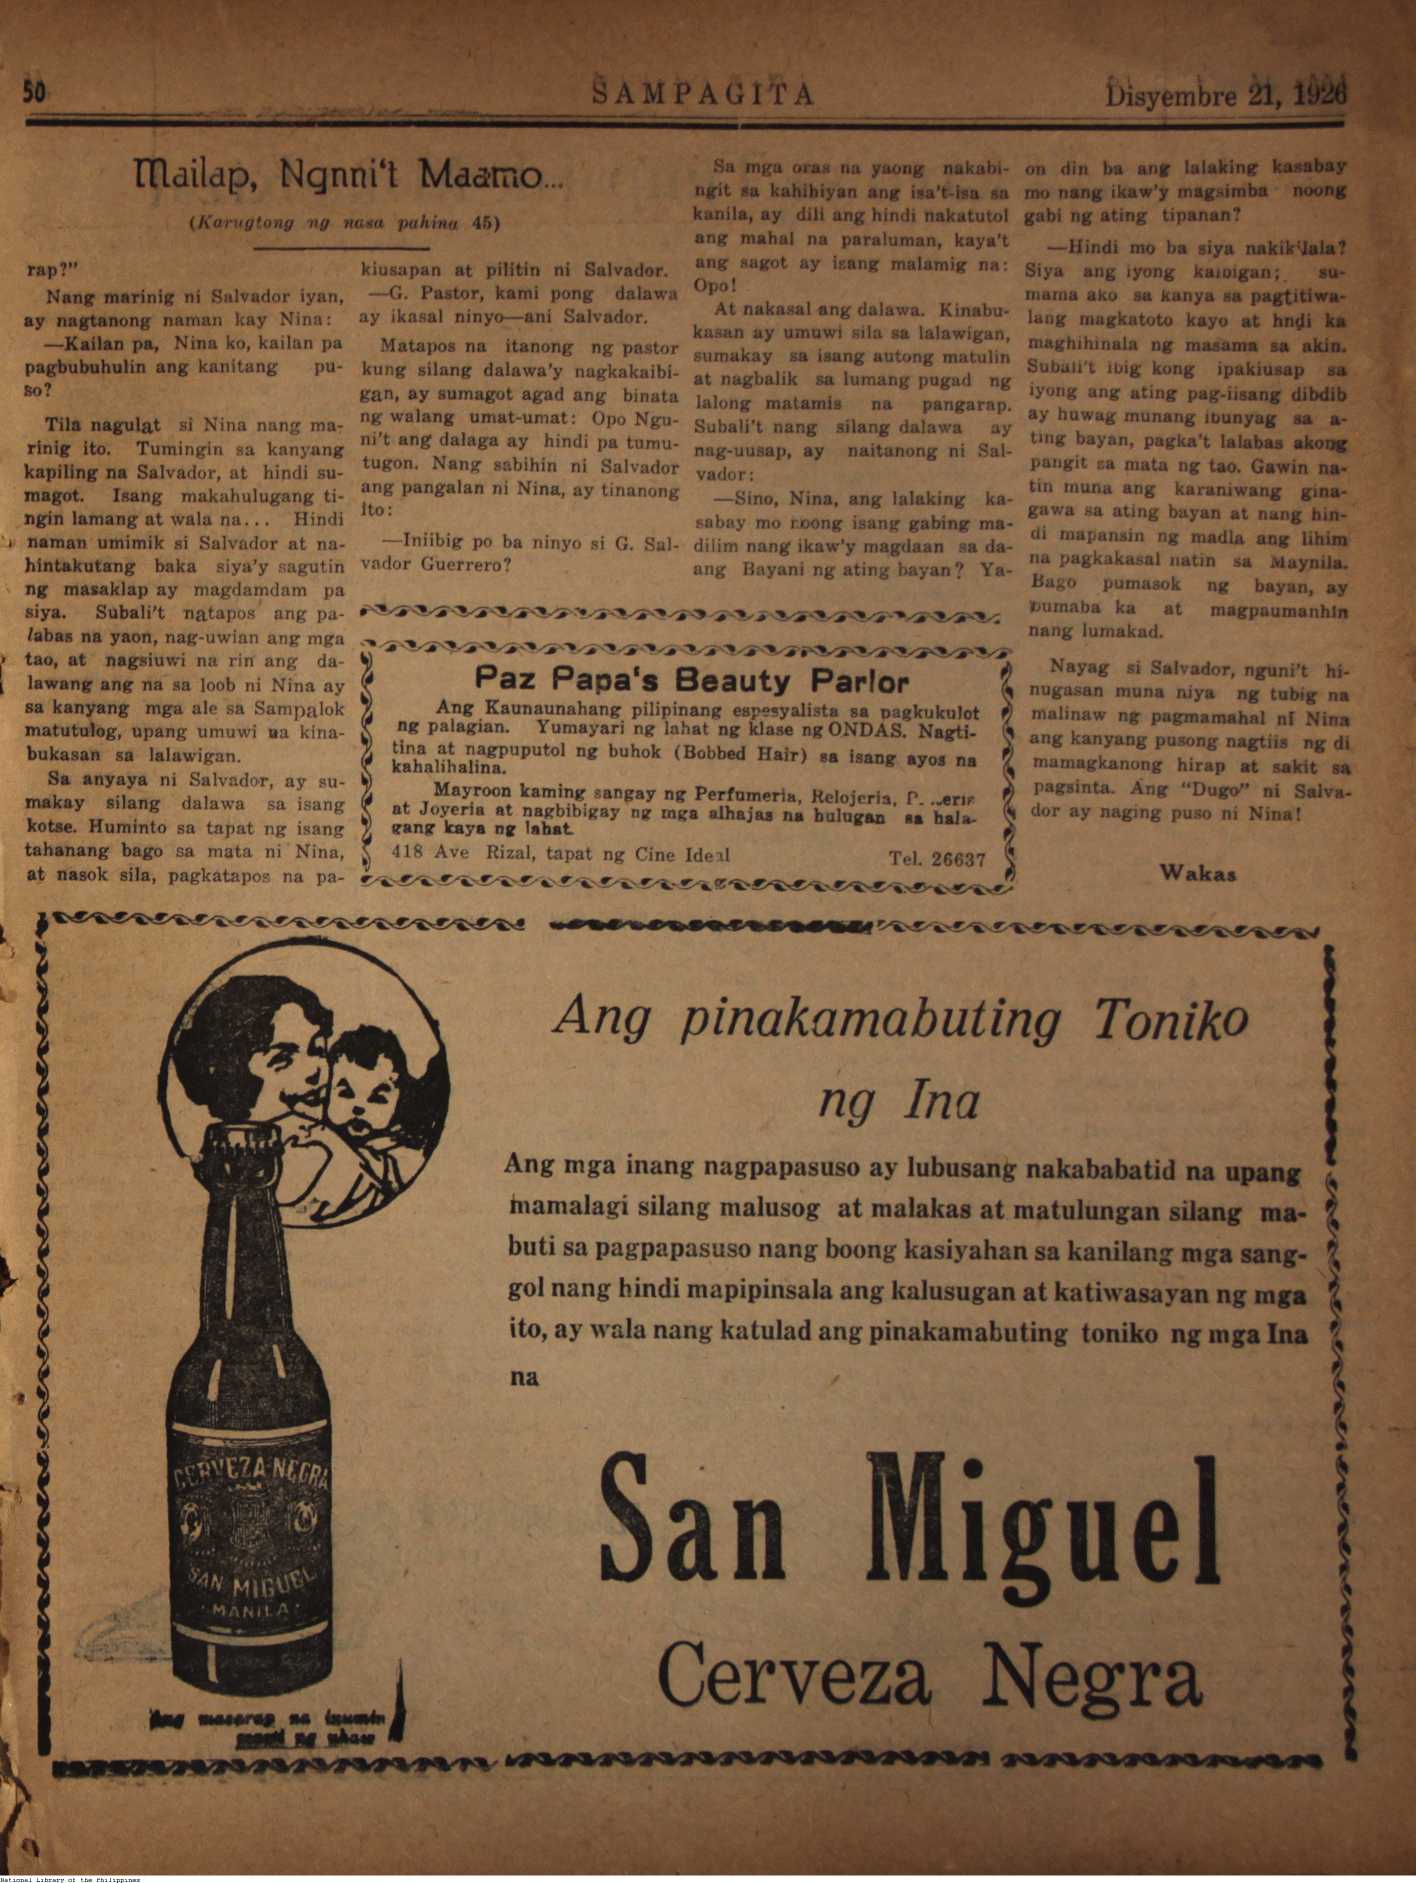 50
SAMPAGITA
Disyembre 21, 1926
Mailap, Ngnni't Maamo...
(Karugtong ng nasa pahina 45)
rap?"
Nang marinig ni Salvador iyan,
ay nagtanong naman kay Nina:
—Kailan pa, Nina ko, kailan pa
pagbubuhulin ang kanitang pu-
so?
Tila nagulat si Nina nang ma-
rinig ito. Tumingin sa kanyang
kapiling na Salvador, at hindi su-
magot. Isang makahulugang ti-
ngin lamang at wala na... Hindi
naman umimik si Salvador at na-
hintakutang baka siya'y sagutin
ng masaklap ay magdamdam pa
siya. Subali't natapos ang pa-
labas na yaon, nag-uwian ang mga
tao, at nagsiuwi na rin ang da-
lawang ang na sa loob ni Nina ay
sa kanyang mga ale sa Sampalok
matutulog, upang umuwi na kina-
bukasan sa lalawigan.
Sa anyaya ni Salvador, ay su-
makay silang dalawa sa isang
kotse. Huminto sa tapat ng isang
tahanang bago sa mata ni Nina,
at nasok sila, pagkatapos na pa-
kiusapan at pilitin ni Salvador.
—G. Pastor, kami pong dalawa
ay ikasal ninyo—ani Salvador.
Matapos na itanong ng pastor
kung silang dalawa'y nagkakaibi-
gan, ay sumagot agad ang binata
ng walang umat-umat: Opo Ngu-
ni't ang dalaga ay hindi pa tumu-
tugon. Nang sabihin ni Salvador
ang pangalan ni Nina, ay tinanong
ito:
—Iniibig po ba ninyo si G. Sal-
vador Guerrero?
Sa mga oras na yaong nakabi-
ngit sa kahihiyan ang isa't-isa sa
kanila, ay dili ang hindi nakatutol
ang mahal na paraluman, kaya't
ang sagot ay isang malamig na:
Opo!
At nakasal ang dalawa. Kinabu-
kasan ay umuwi sila sa lalawigan,
sumakay sa isang autong matulin
at nagbalik sa lumang pugad ng
lalong matamis na pangarap.
Subali't nang silang dalawa ay
nag-uusap, ay naitanong ni Sal-
vador:
—Sino, Nina, ang lalaking ka-
sabay mo noong isang gabing ma-
dilim nang ikaw'y magdaan sa da-
ang Bayani ng ating bayan? Ya-
on din ba ang lalaking kasabay
mo nang ikaw'y magsimba noong
gabi ng ating tipanan?
—Hindi mo ba siya nakikilala?
Siya ang iyong kaibigan; su-
mama ako sa kanya sa pagtitiwa-
lang magkatoto kayo at hndi ka
maghihinala ng masama sa akin.
Subali't ibig kong ipakiusap sa
iyong ang ating pag-iisang dibdib
ay huwag munang ibunyag sa a-
ting bayan, pagka't lalabas akong
pangit sa mata ng tao. Gawin na-
tin muna ang karaniwang gina-
gawa sa ating bayan at nang hin-
di mapansin ng madla ang lihim
na pagkakasal natin sa Maynila.
Bago pumasok ng bayan, ay
bumaba ka at magpaumanhin
nang lumakad.
Nayag si Salvador, nguni't hi-
nugasan muna niya ng tubig na
malinaw ng pagmamahal ni Nina
ang kanyang pusong nagtiis ng di
mamagkanong hirap at sakit sa
pagsinta. Ang "Dugo" ni Salva-
dor ay naging puso ni Nina!
Wakas
Paz Papa's Beauty Parlor
Ang Kaunaunahang pilipinang espesyalista sa pagkukulot
ng palagian. Yumayari ng lahat ng klase ng ONDAS. Nagti-
tina at nagpuputol ng buhok (Bobbed Hair) sa isang ayos na
kahalihalina.
Mayroon kaming sangay ng Perfumeria, Relojeria,
at Joyeria at nagbibigay ng mga alhajas na hulugan sa hala-
gang kaya ng lahat.
418 Ave Rizal, tapat ng Cine Ideal
Tel. 26637
Ang pinakamabuting Toniko
ng Ina
Ang mga inang nagpapasuso ay lubusang nakababatid na upang
mamalagi silang malusog at malakas at matulungan silang ma-
buti sa pagpapasuso nang boong kasiyahan sa kanilang mga sang-
gol nang hindi mapipinsala ang kalusugan at katiwasayan ng mga
ito, ay wala nang katulad ang pinakamabuting toniko ng mga Ina
na
San Miguel
Cerveza Negra
CERVEZA NEGRA
SAN MIGUEL
MANILA
Ang masarap na inumin
ng uhaw
National Library of the Philippines